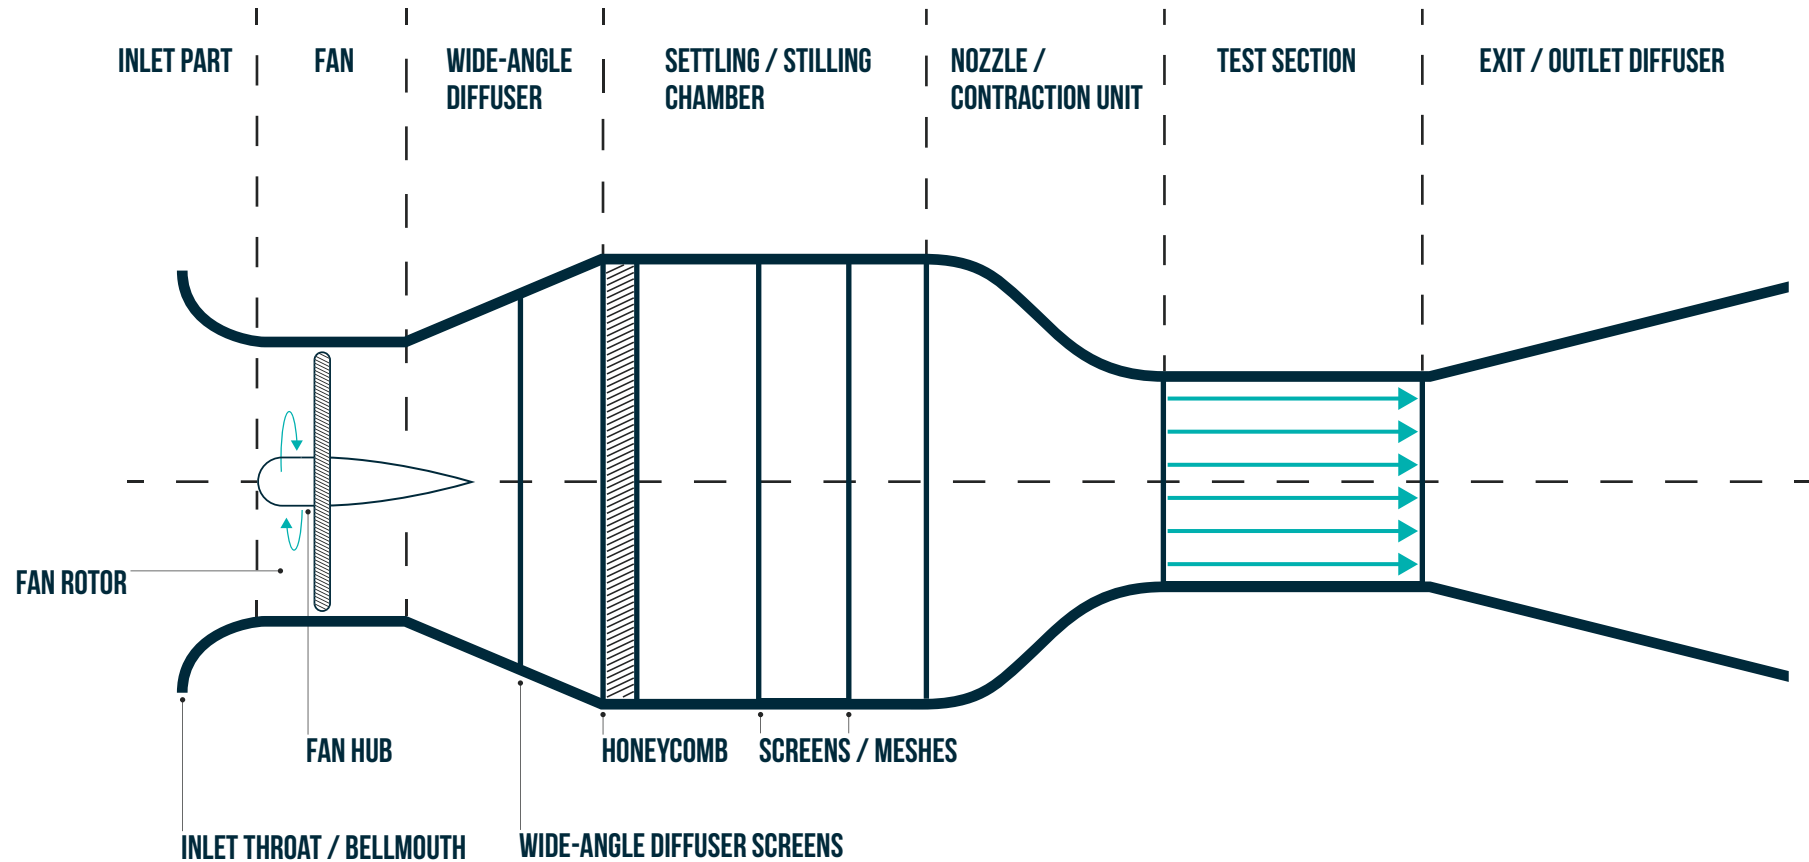 INLET PART
FAN
WIDE-ANGLE
DIFFUSER
SETTLING / STILLING
CHAMBER
NOZZLE /
CONTRACTION UNIT
TEST SECTION
EXIT / OUTLET DIFFUSER
FAN ROTOR
FAN HUB
HONEYCOMB
SCREENS / MESHES
INLET THROAT / BELLMOUTH
WIDE-ANGLE DIFFUSER SCREENS